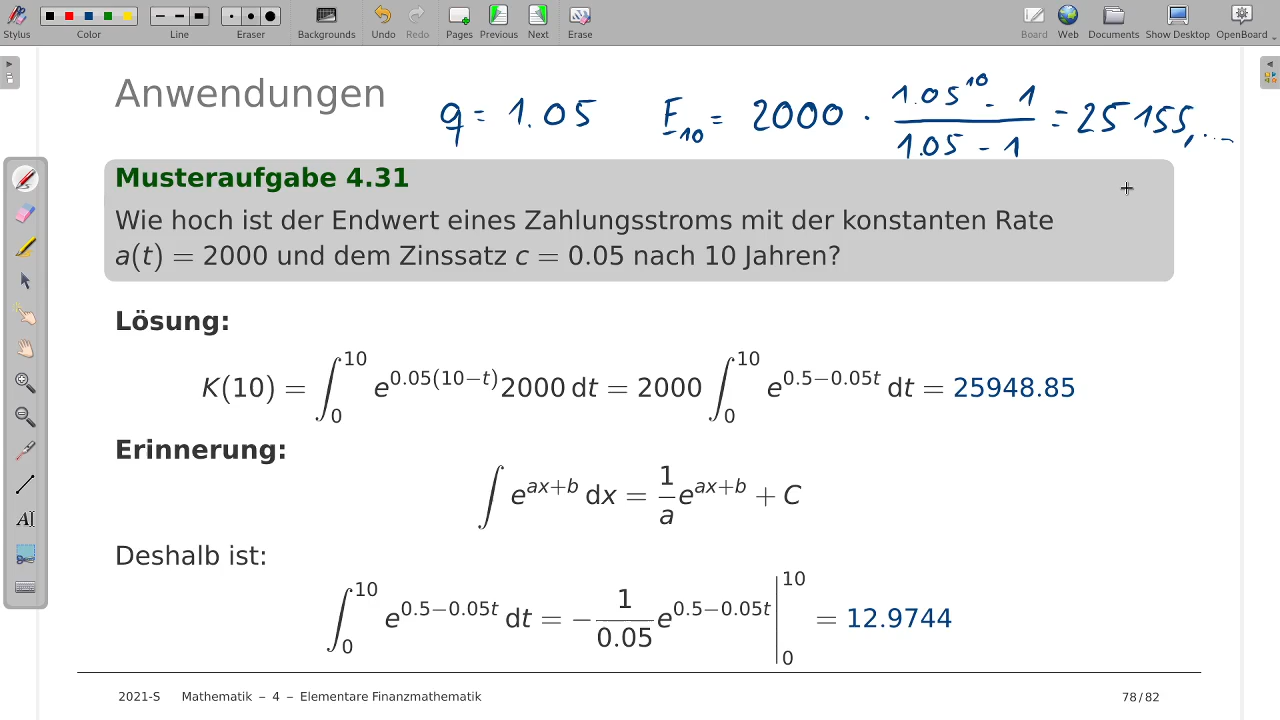 Stylus Color Line Eraser Backgrounds Undo Redo Pages Previous Next Erase Board Web Documents Show Desktop OpenBoard
Anwendungen
q = 1.05 E_10 = 2000 · (1.05^10 - 1)/(1.05 - 1) = 25155,...
Musteraufgabe 4.31
Wie hoch ist der Endwert eines Zahlungsstroms mit der konstanten Rate
a(t) = 2000 und dem Zinssatz c = 0.05 nach 10 Jahren?
Lösung:
K(10) = ∫_0^10 e^{0.05(10−t)} 2000 dt = 2000 ∫_0^10 e^{0.5−0.05t} dt = 25948.85
Erinnerung:
∫ e^{ax+b} dx = 1/a e^{ax+b} + C
Deshalb ist:
∫_0^10 e^{0.5−0.05t} dt = − 1/0.05 e^{0.5−0.05t} |_0^10 = 12.9744
2021-S Mathematik – 4 – Elementare Finanzmathematik 78/82